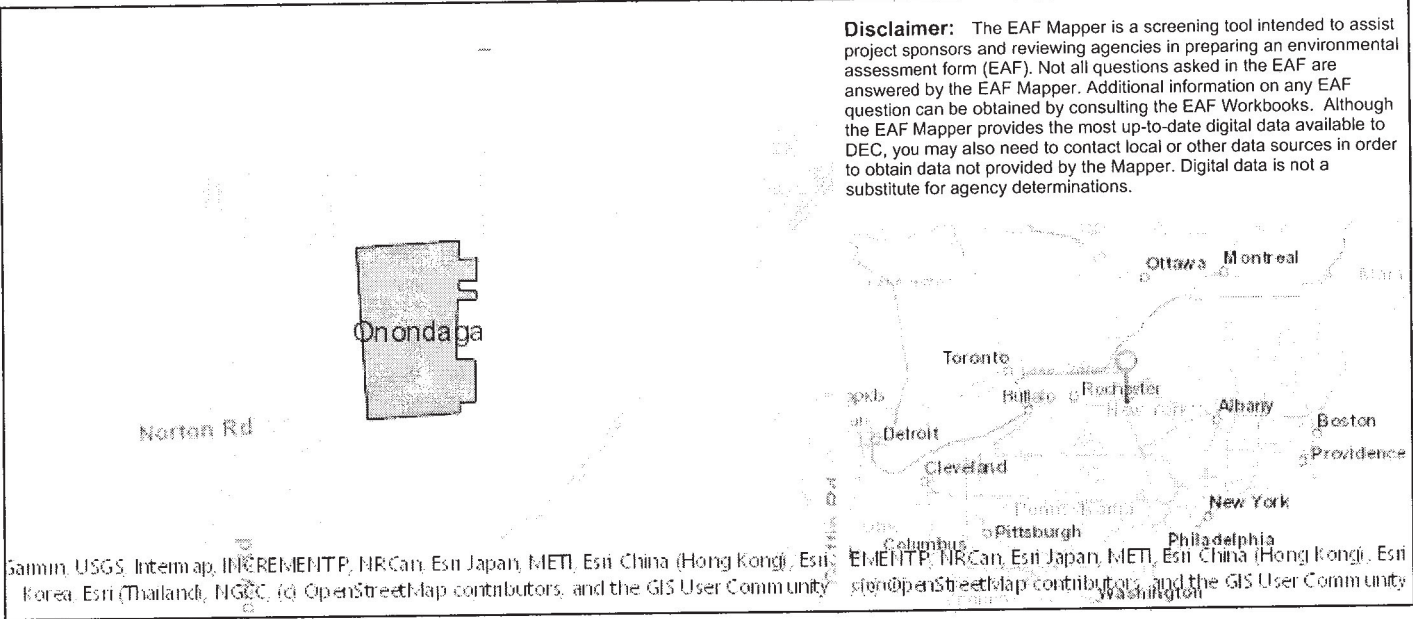 Disclaimer: The EAF Mapper is a screening tool intended to assist
project sponsors and reviewing agencies in preparing an environmental
assessment form (EAF). Not all questions asked in the EAF are
answered by the EAF Mapper. Additional information on any EAF
question can be obtained by consulting the EAF Workbooks. Although
the EAF Mapper provides the most up-to-date digital data available to
DEC, you may also need to contact local or other data sources in order
to obtain data not provided by the Mapper. Digital data is not a
substitute for agency determinations.
Onondaga
Norton Rd
Rd
Garmin, USGS, Intermap, INCREMENT P, NRCan, Esri Japan, METI, Esri China (Hong Kong), Esri
Korea, Esri (Thailand), NGCC, (c) OpenStreetMap contributors, and the GIS User Community
Ottawa
Montreal
Toronto
Buffalo
Rochester
New York
Albany
Boston
Detroit
Providence
Cleveland
New York
Pittsburgh
Columbus
Philadelphia
EMENT P, NRCan, Esri Japan, METI, Esri China (Hong Kong), Esri
OpenStreetMap contributors, and the GIS User Community
Washington